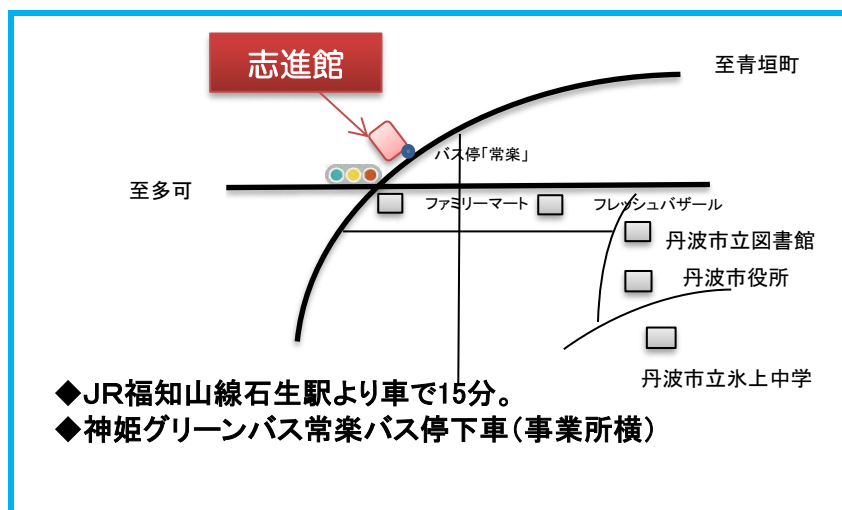 志進館
至青垣町
バス停「常楽」
至多可
ファミリーマート
フレッシュバザール
丹波市立図書館
丹波市役所
丹波市立氷上中学
◆JR福知山線石生駅より車で15分。
◆神姫グリーンバス常楽バス停下車（事業所横）